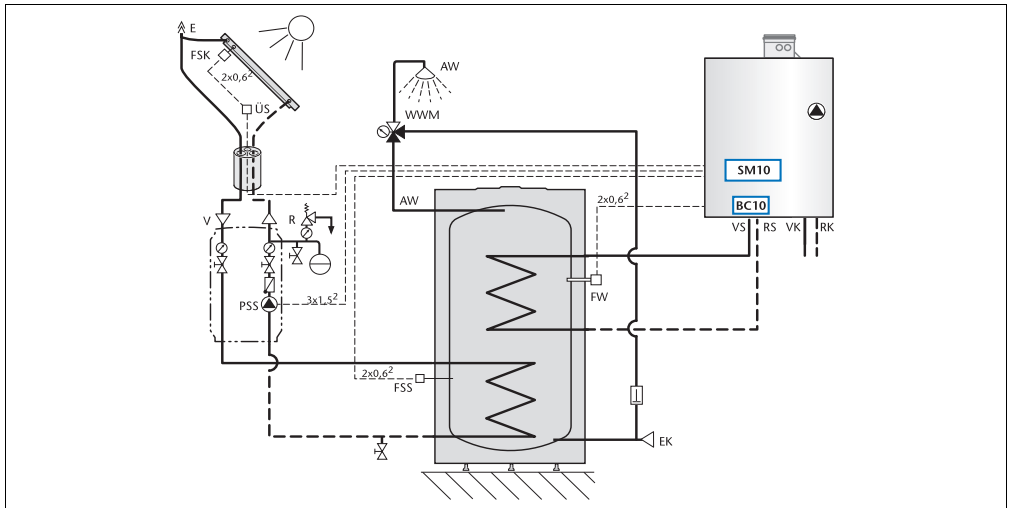 E
FSK
2x0,6²
ÜS
AW
WWM
SM10
BC10
AW
2x0,6²
V
R
VS
RS
VK
RK
FW
PSS
3x1,5²
2x0,6²
FSS
EK